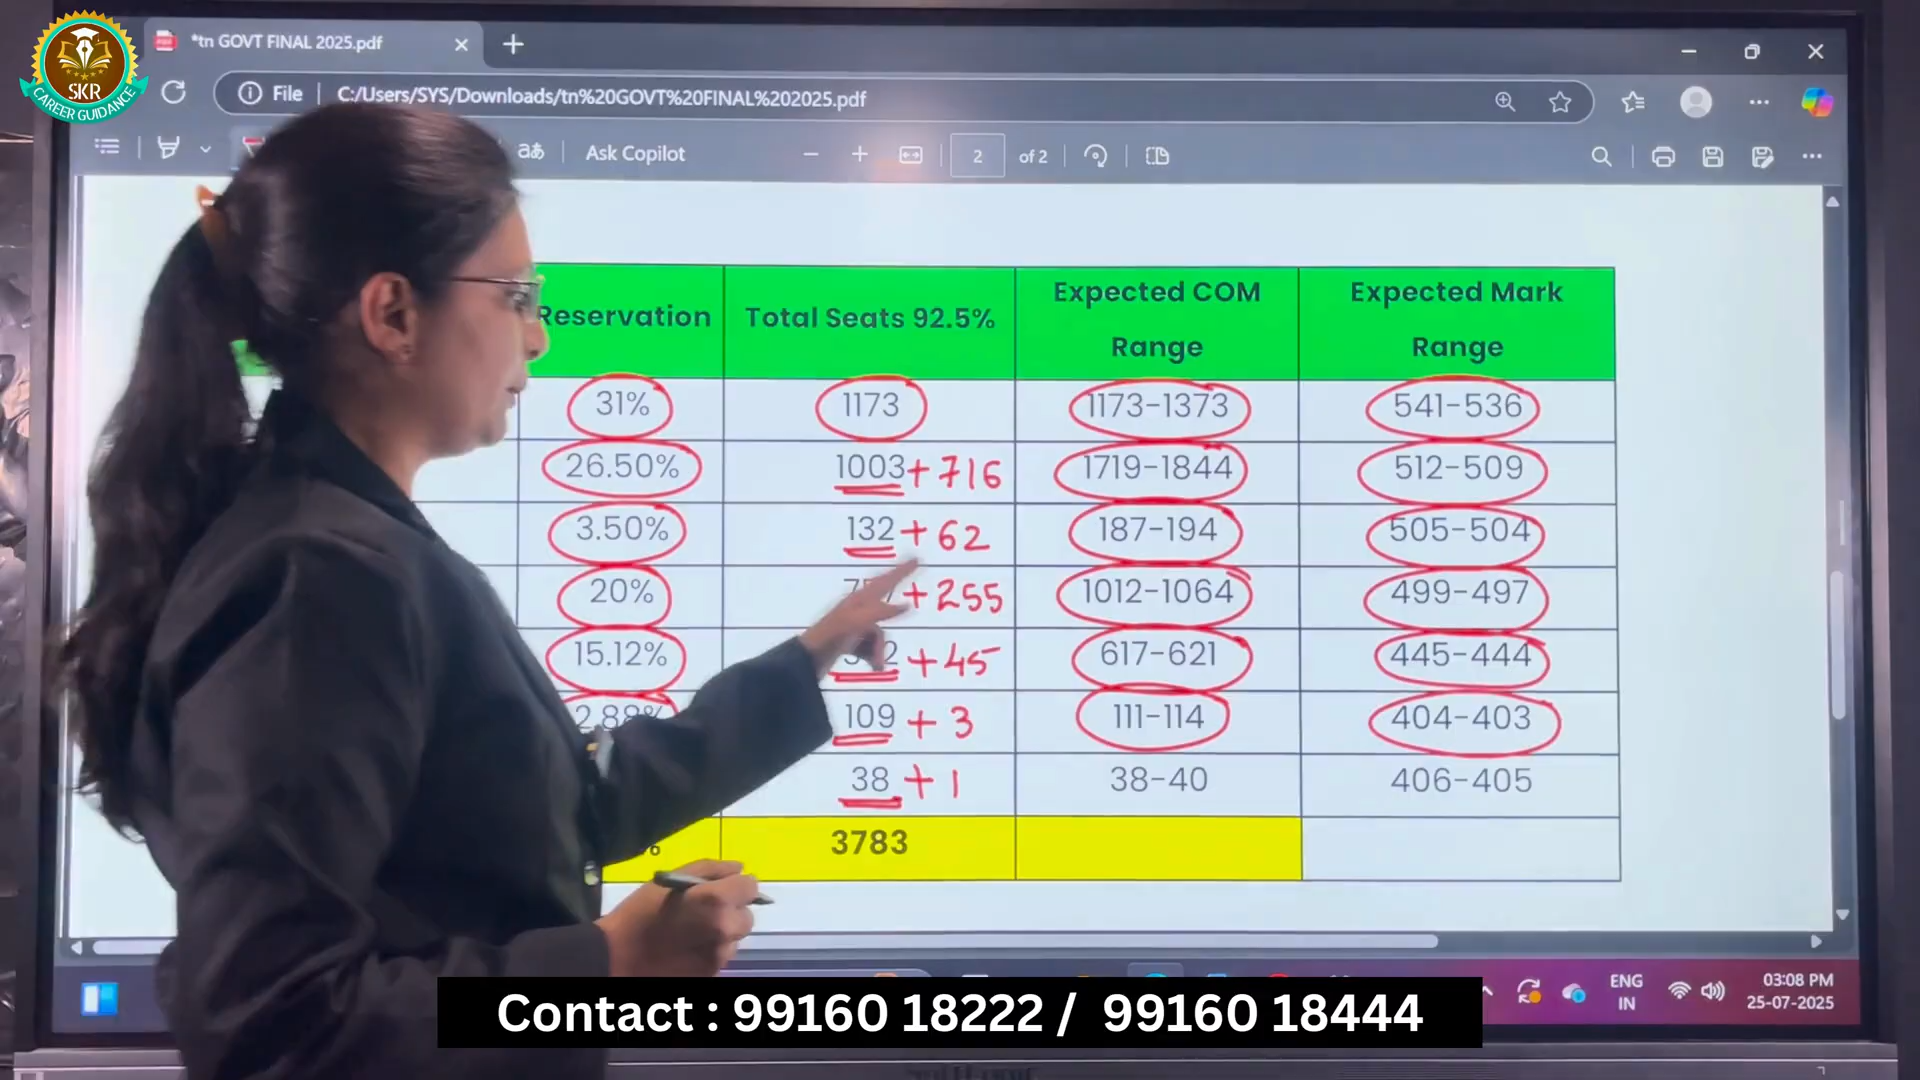 *tn GOVT FINAL 2025.pdf
SKR
CAREER GUIDANCE
File
C:/Users/SYS/Downloads/tn%20GOVT%20FINAL%202025.pdf
aあ
Ask Copilot
2 of 2
Reservation Total Seats 92.5% Expected COM Range Expected Mark Range
31% 1173 1173-1373 541-536
26.50% 1003 + 716 1719-1844 512-509
3.50% 132 + 62 187-194 505-504
20% + 255 1012-1064 499-497
15.12% + 45 617-621 445-444
2.88% 109 + 3 111-114 404-403
38 + 1 38-40 406-405
3783
ENG
IN
03:08 PM
25-07-2025
Contact : 99160 18222 / 99160 18444